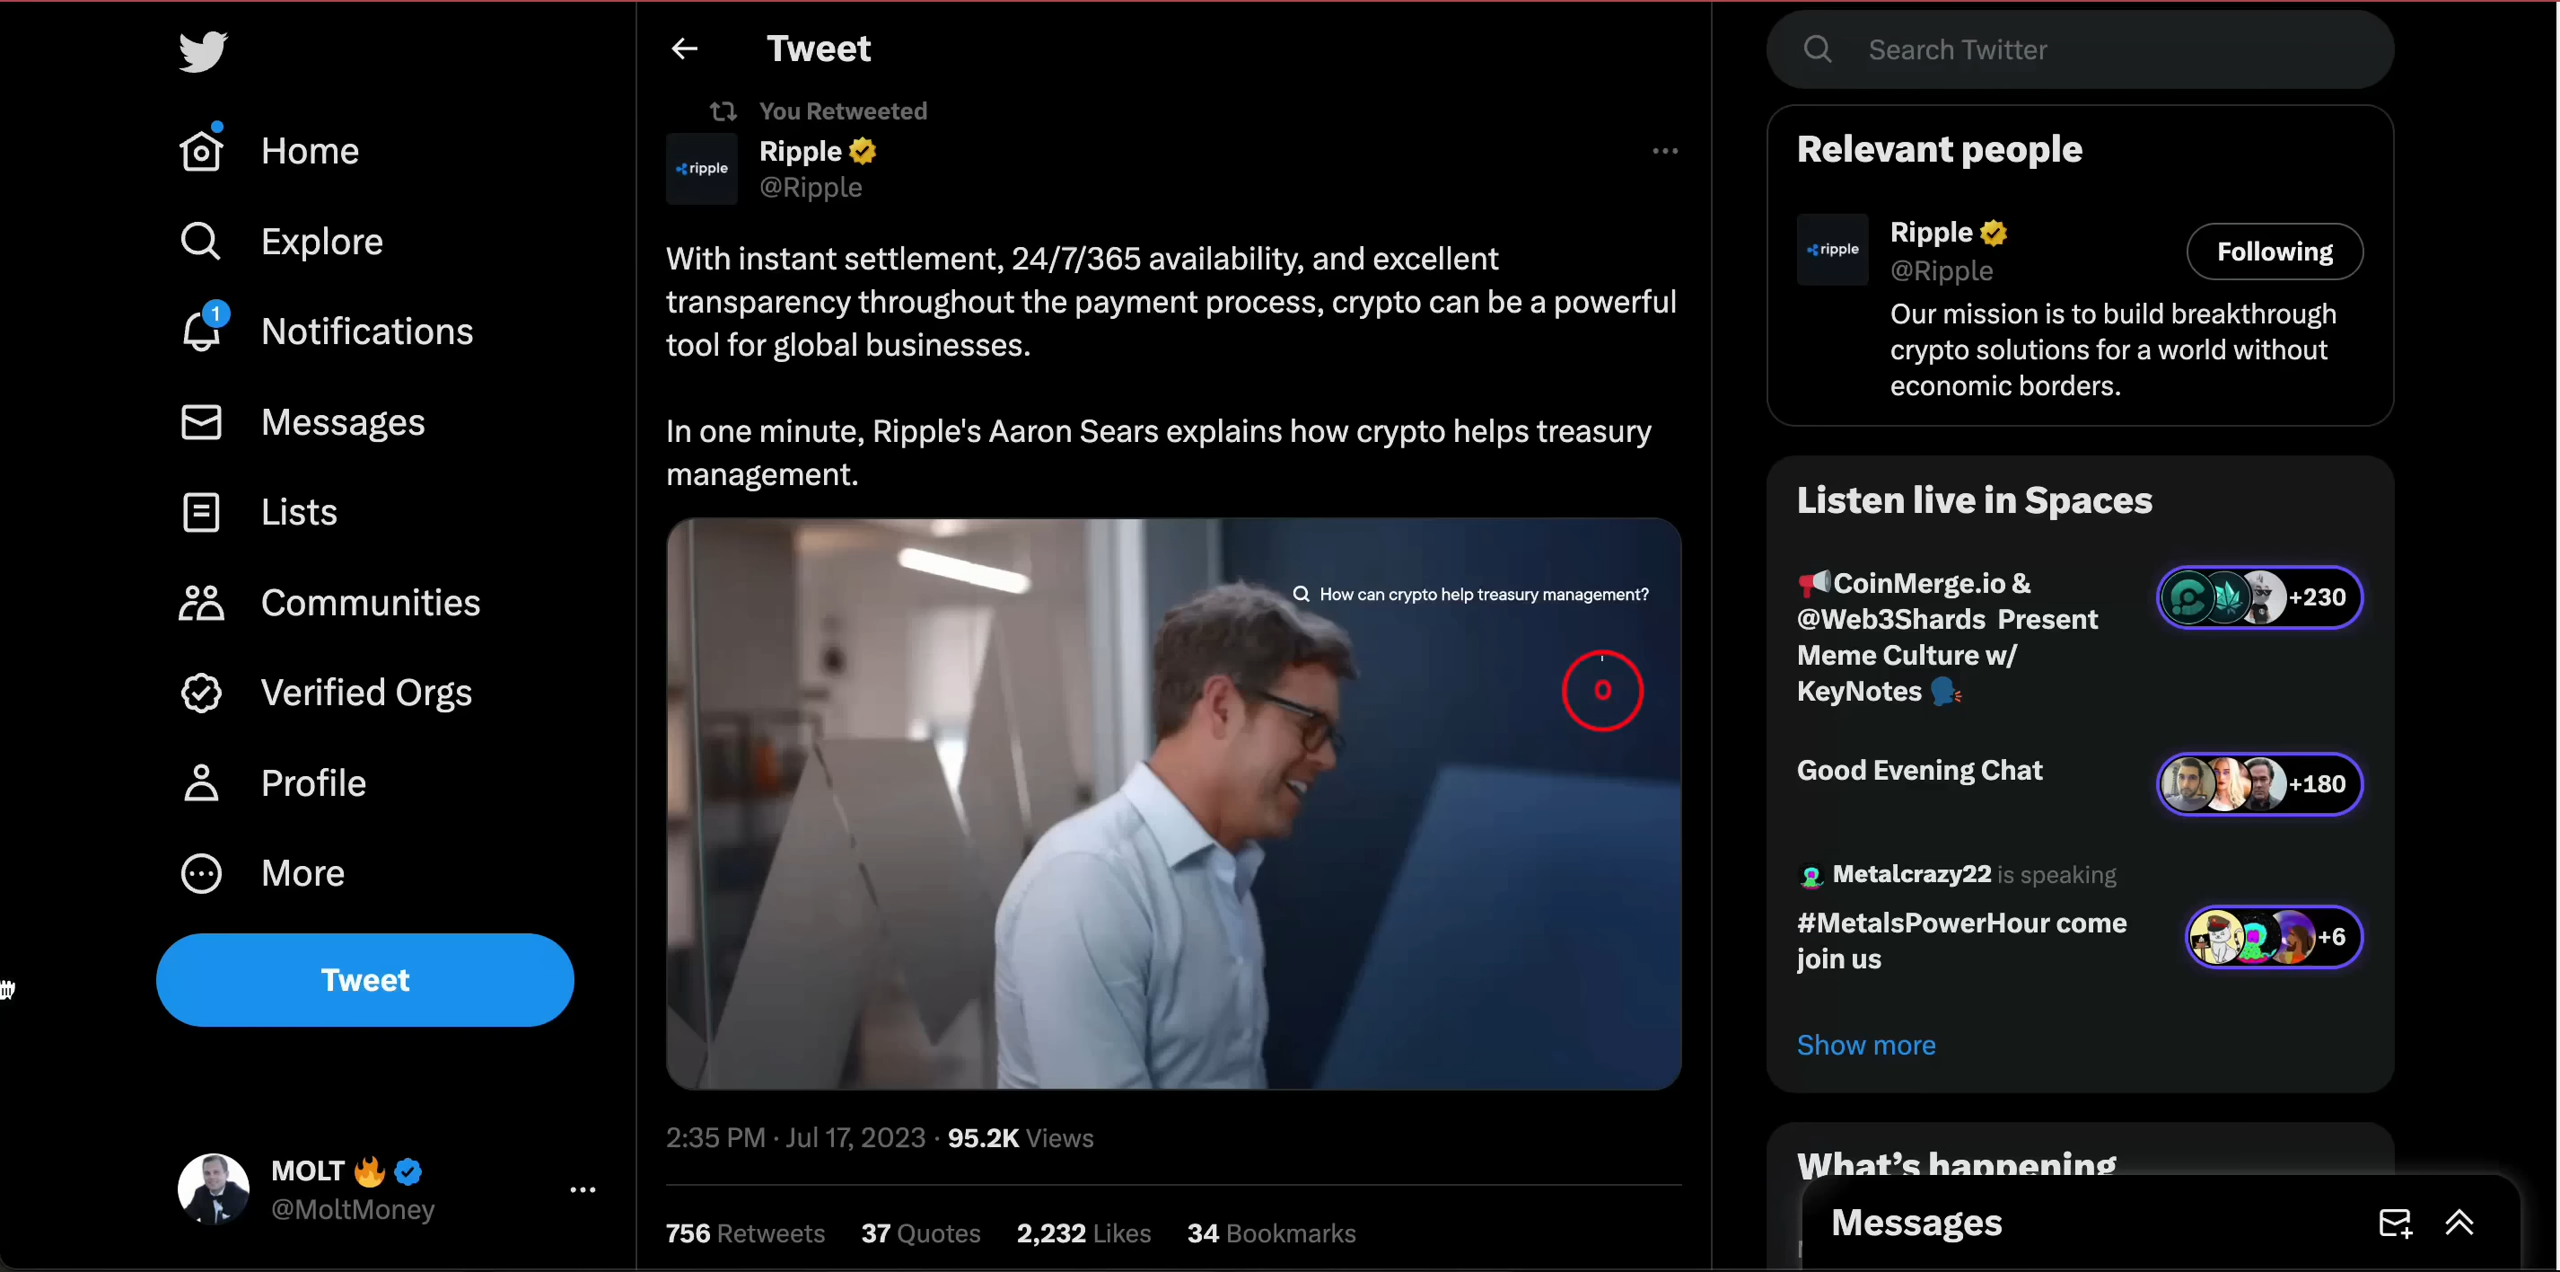 Home
Explore
1
Notifications
Messages
Lists
Communities
Verified Orgs
Profile
More
Tweet
MOLT 🔥
@MoltMoney
Tweet
You Retweeted
ripple
Ripple
@Ripple
With instant settlement, 24/7/365 availability, and excellent
transparency throughout the payment process, crypto can be a powerful
tool for global businesses.
In one minute, Ripple's Aaron Sears explains how crypto helps treasury
management.
How can crypto help treasury management?
0
2:35 PM · Jul 17, 2023 · 95.2K Views
756 Retweets 37 Quotes 2,232 Likes 34 Bookmarks
Search Twitter
Relevant people
ripple
Ripple
@Ripple
Following
Our mission is to build breakthrough
crypto solutions for a world without
economic borders.
Listen live in Spaces
📢CoinMerge.io &
@Web3Shards Present
Meme Culture w/
KeyNotes 🗣️
+230
Good Evening Chat
+180
Metalcrazy22 is speaking
#MetalsPowerHour come
join us
+6
Show more
What's happening
Messages